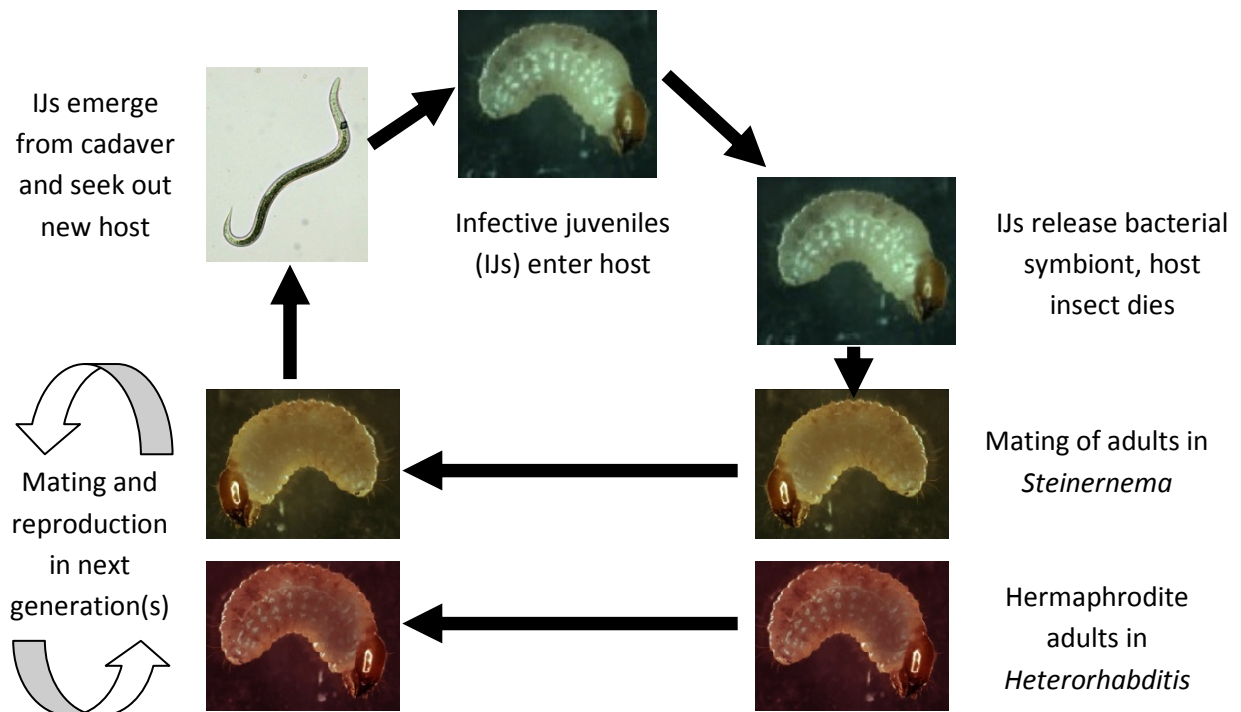 IJs emerge
from cadaver
and seek out
new host
Infective juveniles
(IJs) enter host
IJs release bacterial
symbiont, host
insect dies
Mating of adults in
Steinernema
Hermaphrodite
adults in
Heterorhabditis
Mating and
reproduction
in next
generation(s)